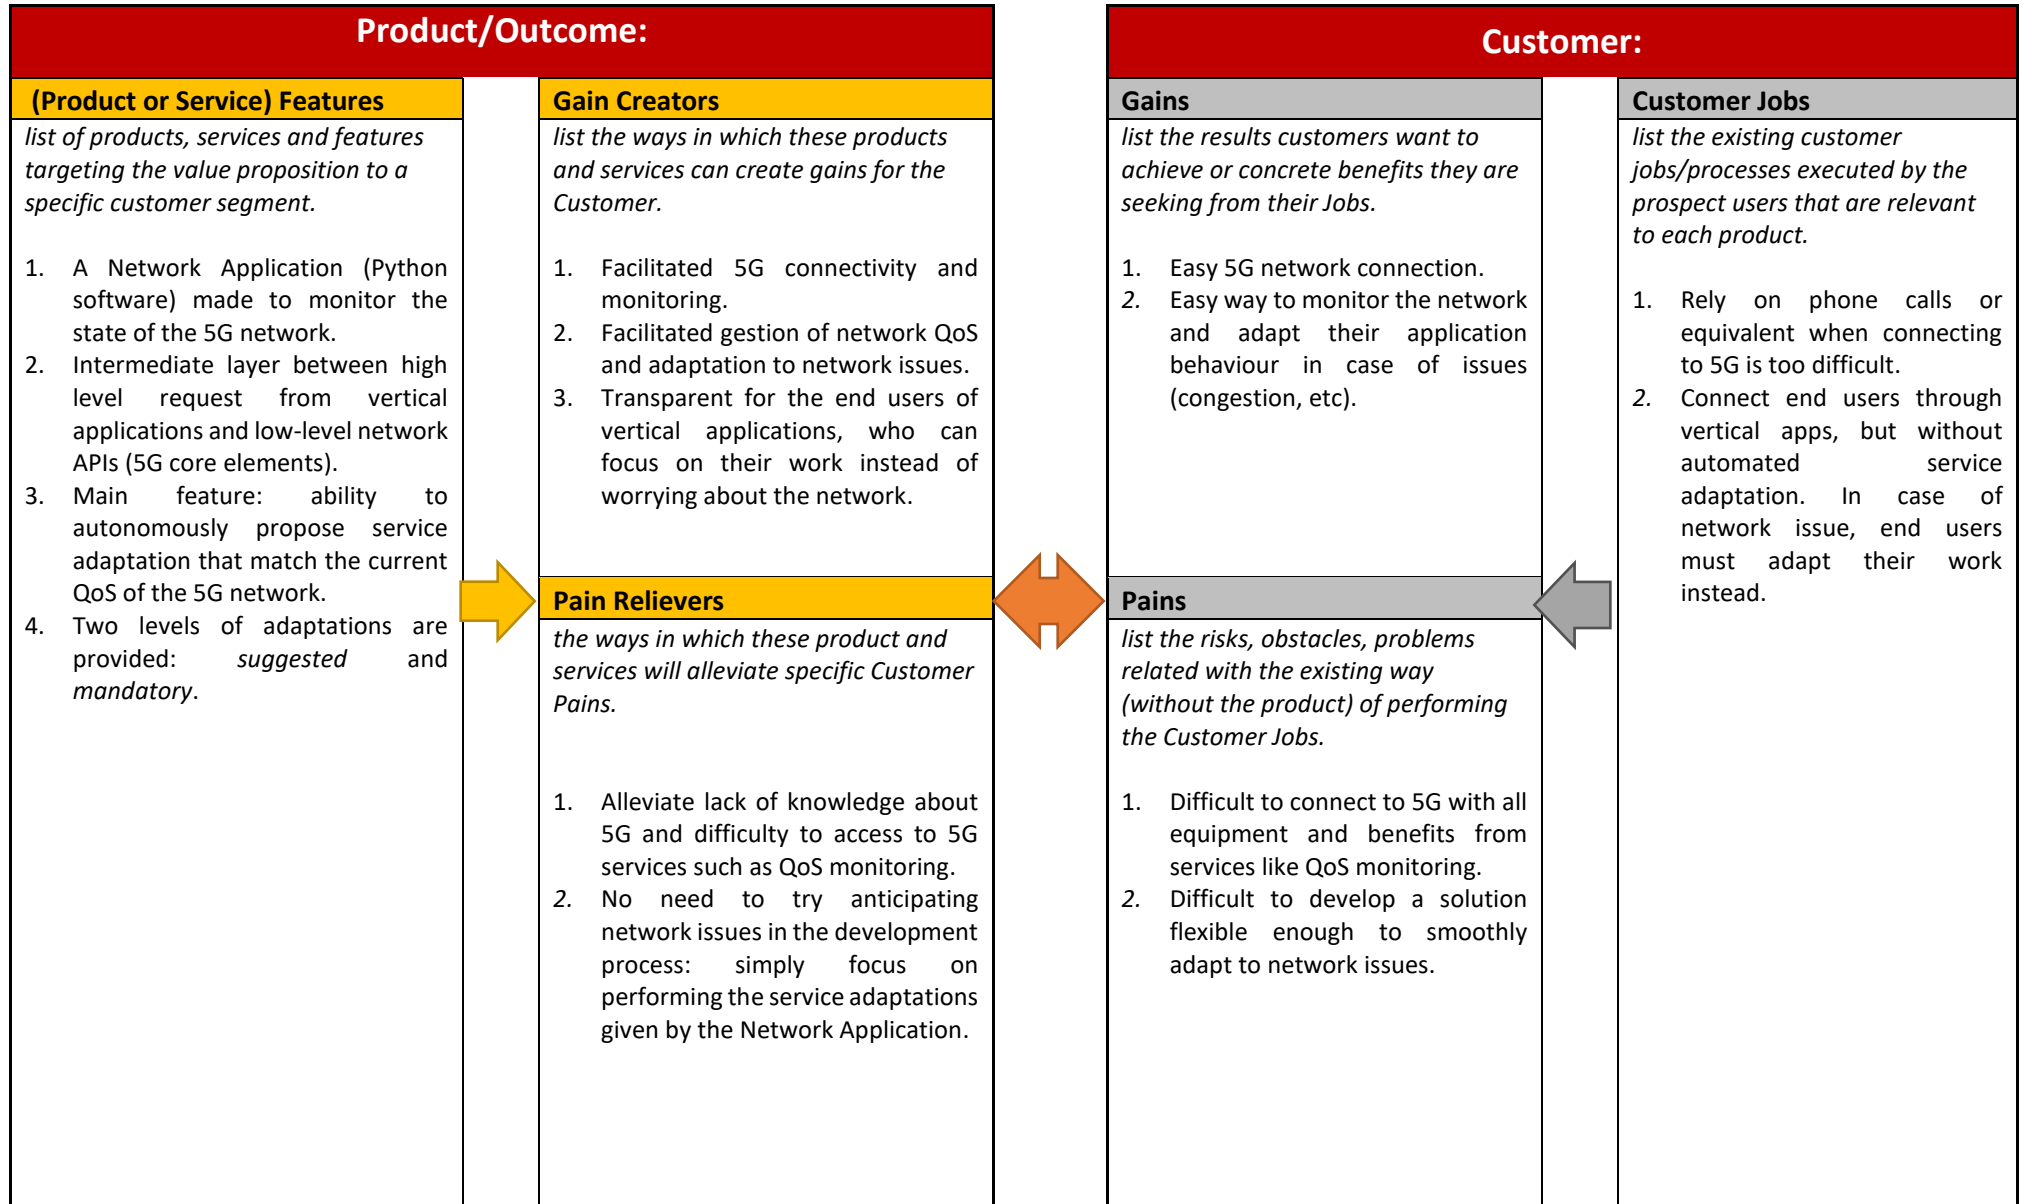 Product/Outcome:
(Product or Service) Features
list of products, services and features
targeting the value proposition to a
specific customer segment.
1. A Network Application (Python
software) made to monitor the
state of the 5G network.
2. Intermediate layer between high
level request from vertical
applications and low-level network
APIs (5G core elements).
3. Main feature: ability to
autonomously propose service
adaptation that match the current
QoS of the 5G network.
4. Two levels of adaptations are
provided: suggested and
mandatory.
Gain Creators
list the ways in which these products
and services can create gains for the
Customer.
1. Facilitated 5G connectivity and
monitoring.
2. Facilitated gestion of network QoS
and adaptation to network issues.
3. Transparent for the end users of
vertical applications, who can
focus on their work instead of
worrying about the network.
Pain Relievers
the ways in which these product and
services will alleviate specific Customer
Pains.
1. Alleviate lack of knowledge about
5G and difficulty to access to 5G
services such as QoS monitoring.
2. No need to try anticipating
network issues in the development
process: simply focus on
performing the service adaptations
given by the Network Application.
Customer:
Gains
list the results customers want to
achieve or concrete benefits they are
seeking from their Jobs.
1. Easy 5G network connection.
2. Easy way to monitor the network
and adapt their application
behaviour in case of issues
(congestion, etc).
Pains
list the risks, obstacles, problems
related with the existing way
(without the product) of performing
the Customer Jobs.
1. Difficult to connect to 5G with all
equipment and benefits from
services like QoS monitoring.
2. Difficult to develop a solution
flexible enough to smoothly
adapt to network issues.
Customer Jobs
list the existing customer
jobs/processes executed by the
prospect users that are relevant
to each product.
1. Rely on phone calls or
equivalent when connecting
to 5G is too difficult.
2. Connect end users through
vertical apps, but without
automated service
adaptation. In case of
network issue, end users
must adapt their work
instead.